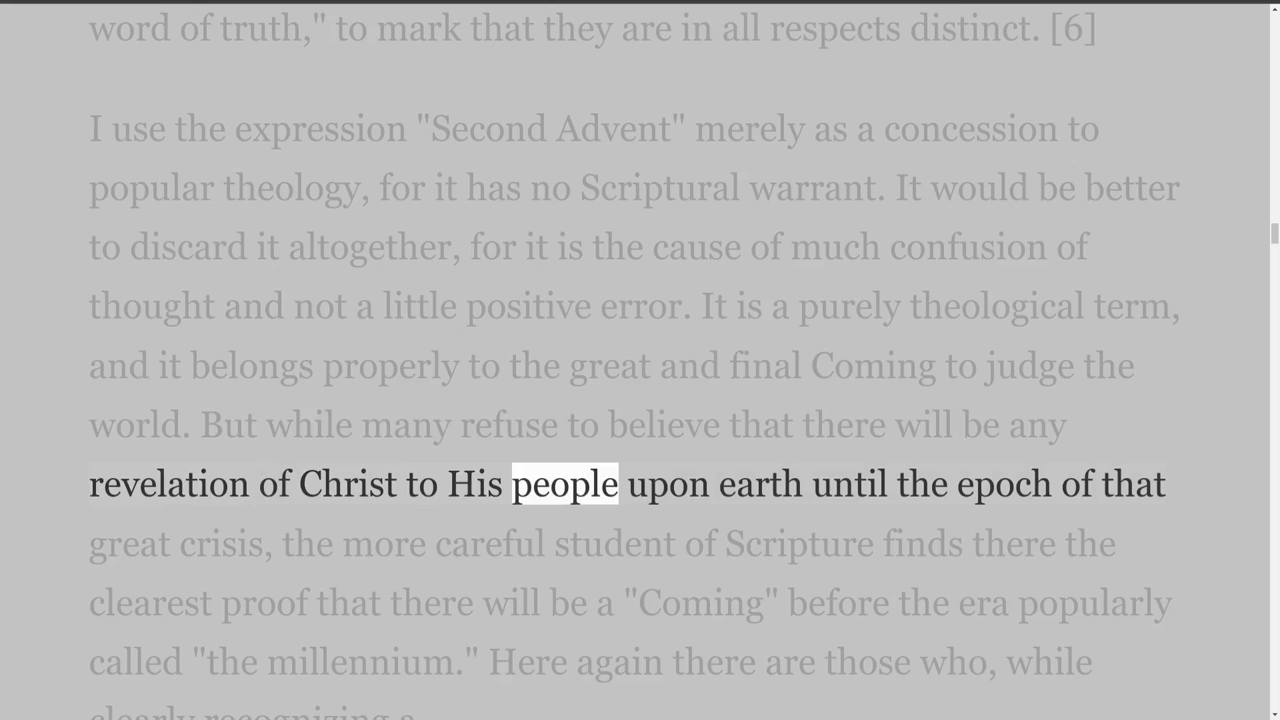 word of truth," to mark that they are in all respects distinct. [6]
I use the expression "Second Advent" merely as a concession to
popular theology, for it has no Scriptural warrant. It would be better
to discard it altogether, for it is the cause of much confusion of
thought and not a little positive error. It is a purely theological term,
and it belongs properly to the great and final Coming to judge the
world. But while many refuse to believe that there will be any
revelation of Christ to His people upon earth until the epoch of that
great crisis, the more careful student of Scripture finds there the
clearest proof that there will be a "Coming" before the era popularly
called "the millennium." Here again there are those who, while
clearly recognizing a